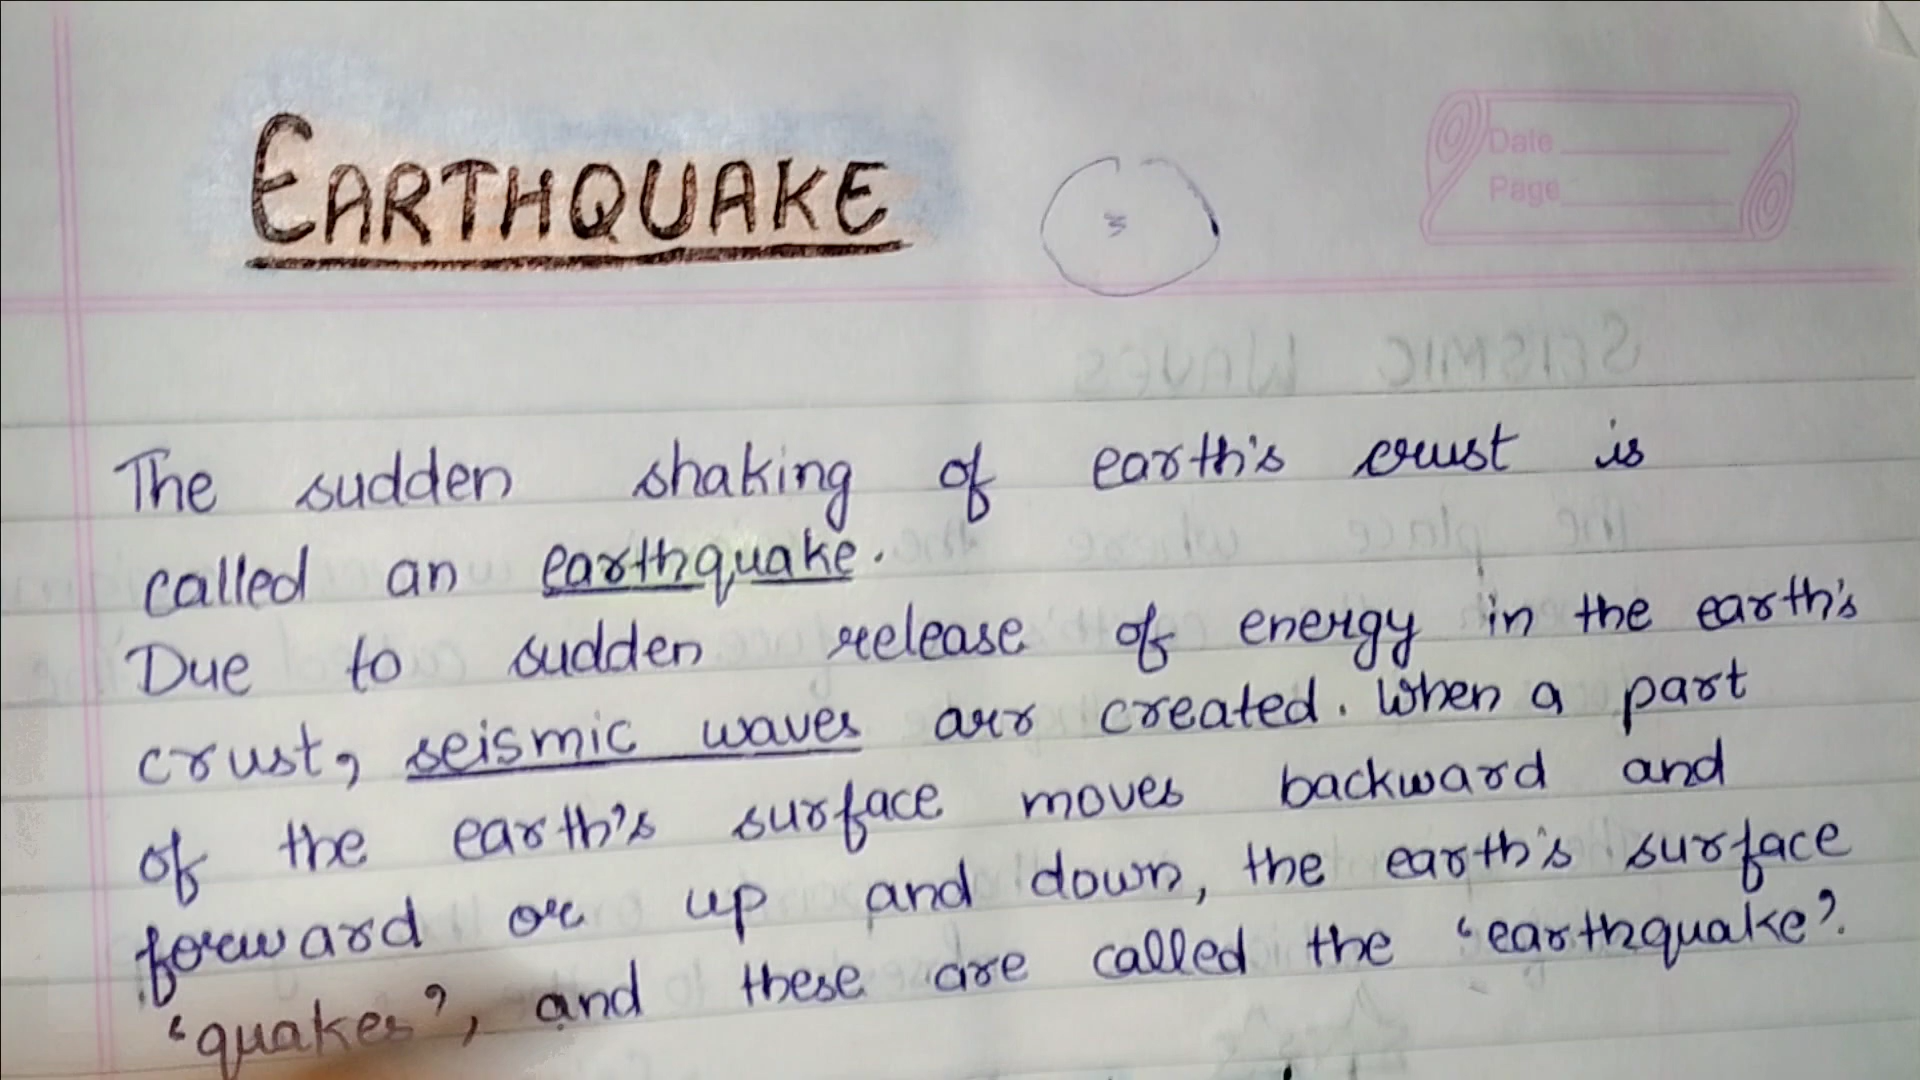 EARTHQUAKE
Date
Page
SEISMIC WAVES
The sudden shaking of earth's crust is
called an earthquake.
Due to sudden release of energy in the earth's
crust, seismic waves are created. When a part
of the earth's surface moves backward and
forward or up and down, the earth's surface
'quakes', and these are called the 'earthquake'.